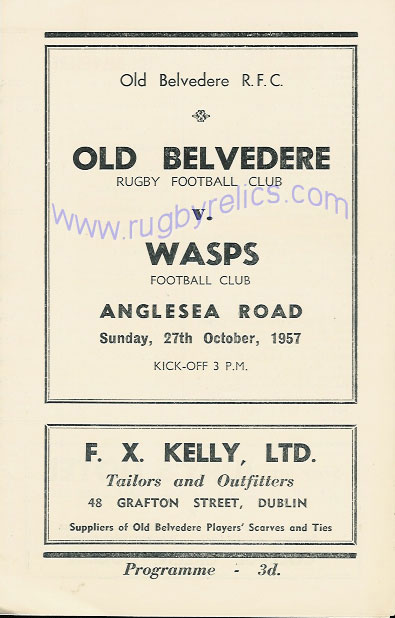 Old Belvedere R.F.C.
OLD BELVEDERE
RUGBY FOOTBALL CLUB
www.rugbyrelics.com
v.
WASPS
FOOTBALL CLUB
ANGLESEA ROAD
Sunday, 27th October, 1957
KICK-OFF 3 P.M.
F. X. KELLY, LTD.
Tailors and Outfitters
48 GRAFTON STREET, DUBLIN
Suppliers of Old Belvedere Players' Scarves and Ties
Programme - 3d.